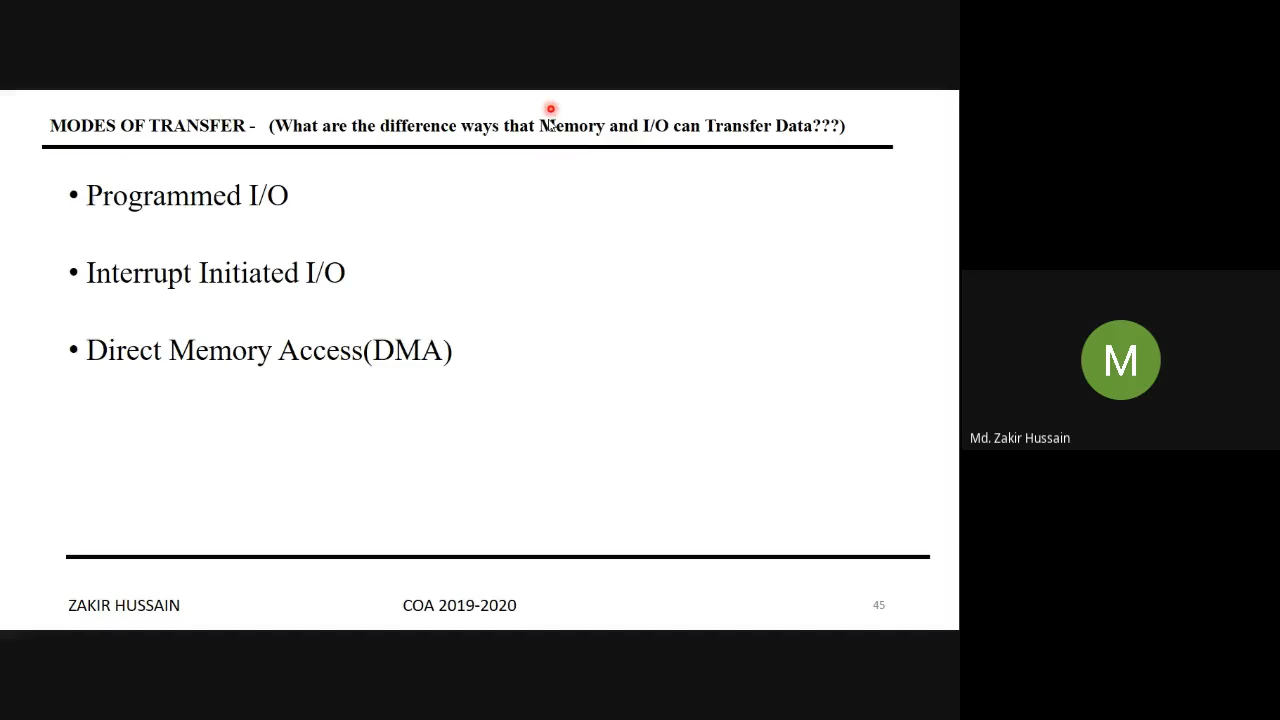 MODES OF TRANSFER - (What are the difference ways that Memory and I/O can Transfer Data???)
• Programmed I/O
• Interrupt Initiated I/O
• Direct Memory Access(DMA)
ZAKIR HUSSAIN COA 2019-2020 45
M
Md. Zakir Hussain